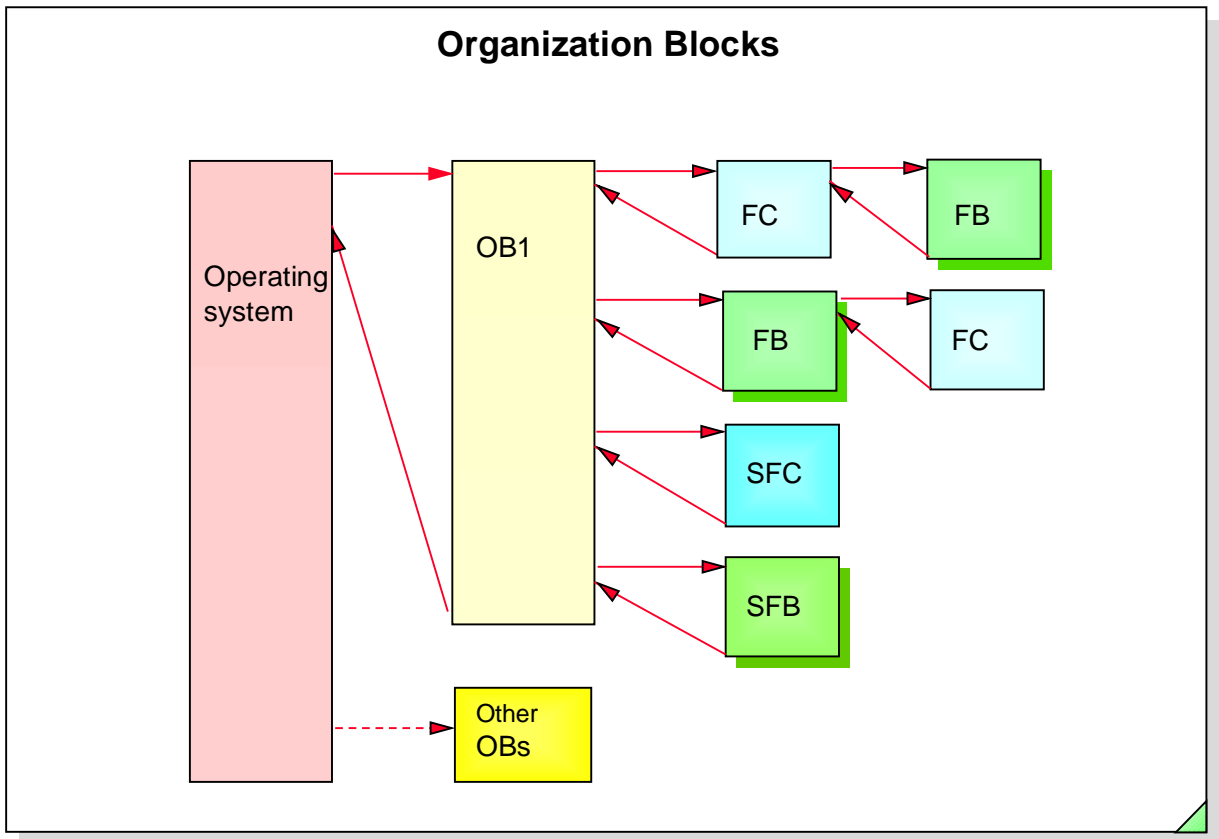 Organization Blocks
Operating
system
OB1
FC
FB
FB
FC
SFC
SFB
Other
OBs